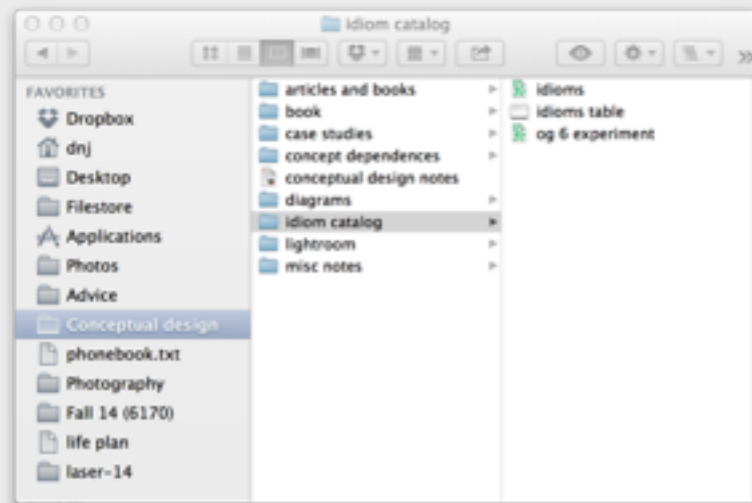 idiom catalog
FAVORITES
Dropbox
dnj
Desktop
Filestore
Applications
Photos
Advice
Conceptual design
phonebook.txt
Photography
Fall 14 (6170)
life plan
laser-14
articles and books
book
case studies
concept dependences
conceptual design notes
diagrams
idiom catalog
lightroom
misc notes
idioms
idioms table
og 6 experiment